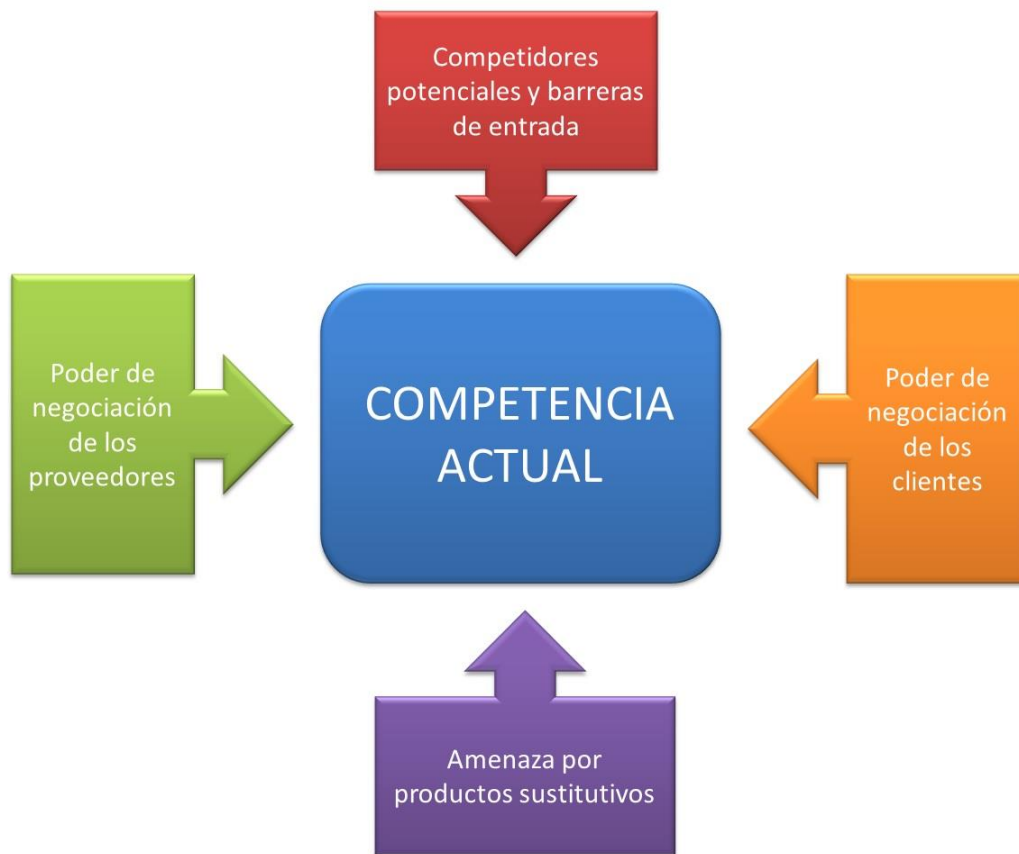 Competidores
potenciales y barreras
de entrada
Poder de
negociación
de los
proveedores
COMPETENCIA
ACTUAL
Poder de
negociación
de los
clientes
Amenaza por
productos sustitutivos